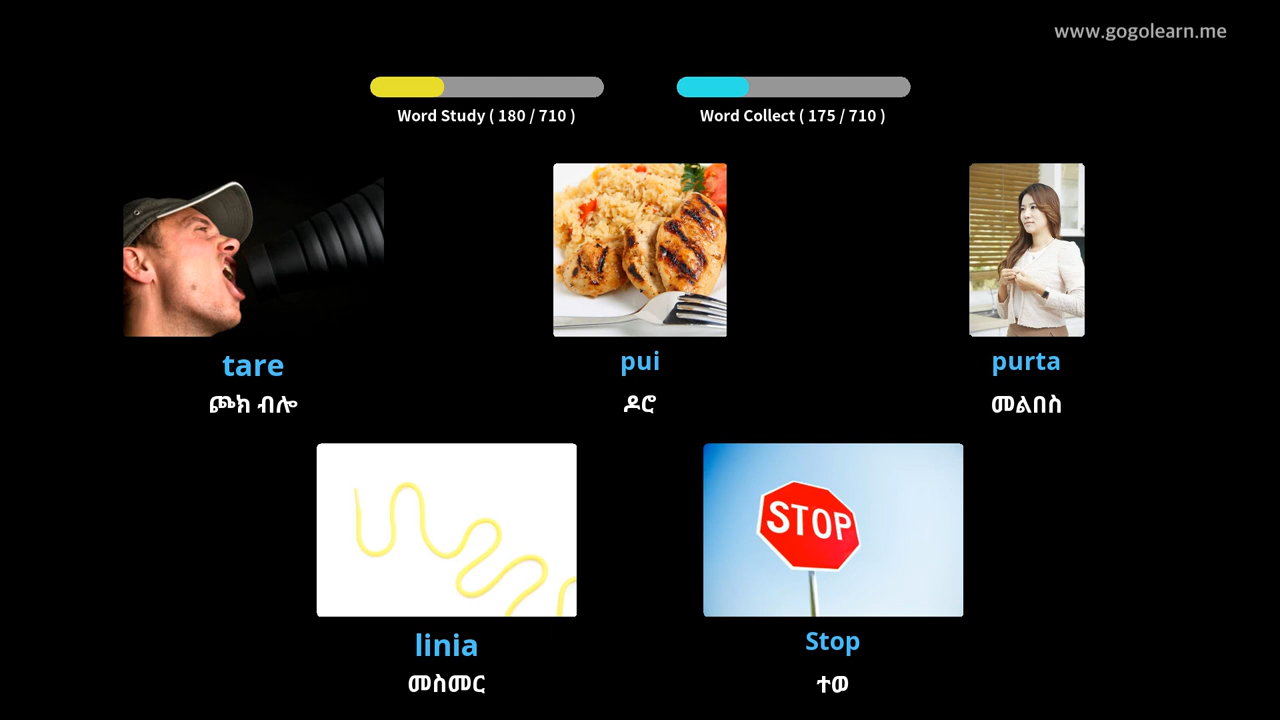 www.gogolearn.me
Word Study ( 180 / 710 )
Word Collect ( 175 / 710 )
tare
ጮክ ብሎ
pui
ዶሮ
purta
መልበስ
STOP
linia
መስመር
Stop
ተወ